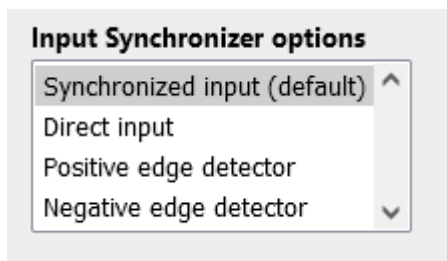 Input Synchronizer options
Synchronized input (default)
Direct input
Positive edge detector
Negative edge detector